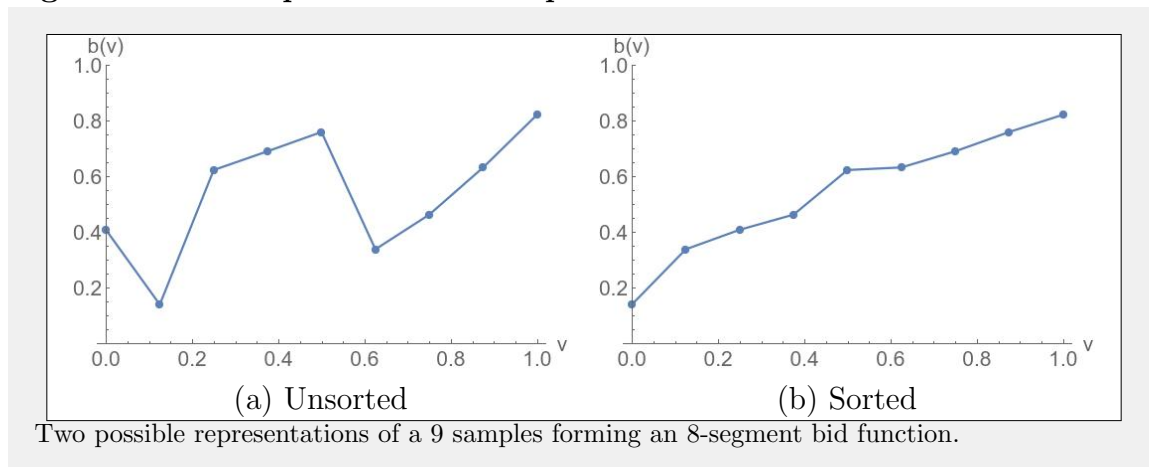 b(v)
1.0
0.8
0.6
0.4
0.2
0.0 0.2 0.4 0.6 0.8 1.0 v
(a) Unsorted
b(v)
1.0
0.8
0.6
0.4
0.2
0.0 0.2 0.4 0.6 0.8 1.0 v
(b) Sorted
Two possible representations of a 9 samples forming an 8-segment bid function.